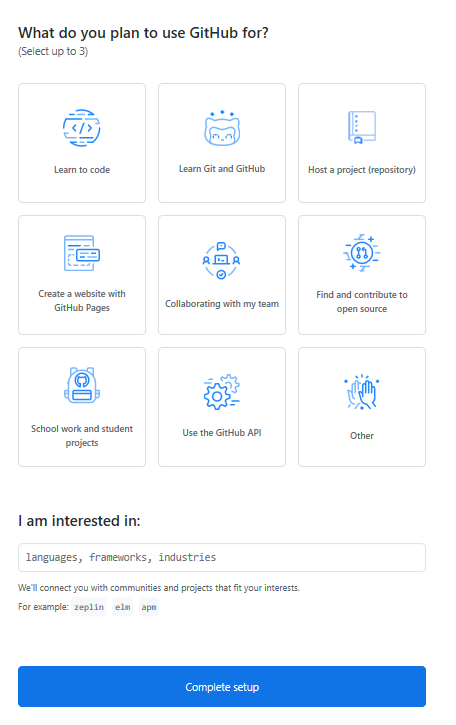 What do you plan to use GitHub for?
(Select up to 3)
Learn to code
Learn Git and GitHub
Host a project (repository)
Create a website with
GitHub Pages
Collaborating with my team
Find and contribute to
open source
School work and student
projects
Use the GitHub API
Other
I am interested in:
languages, frameworks, industries
We'll connect you with communities and projects that fit your interests.
For example: zeplin elm apm
Complete setup